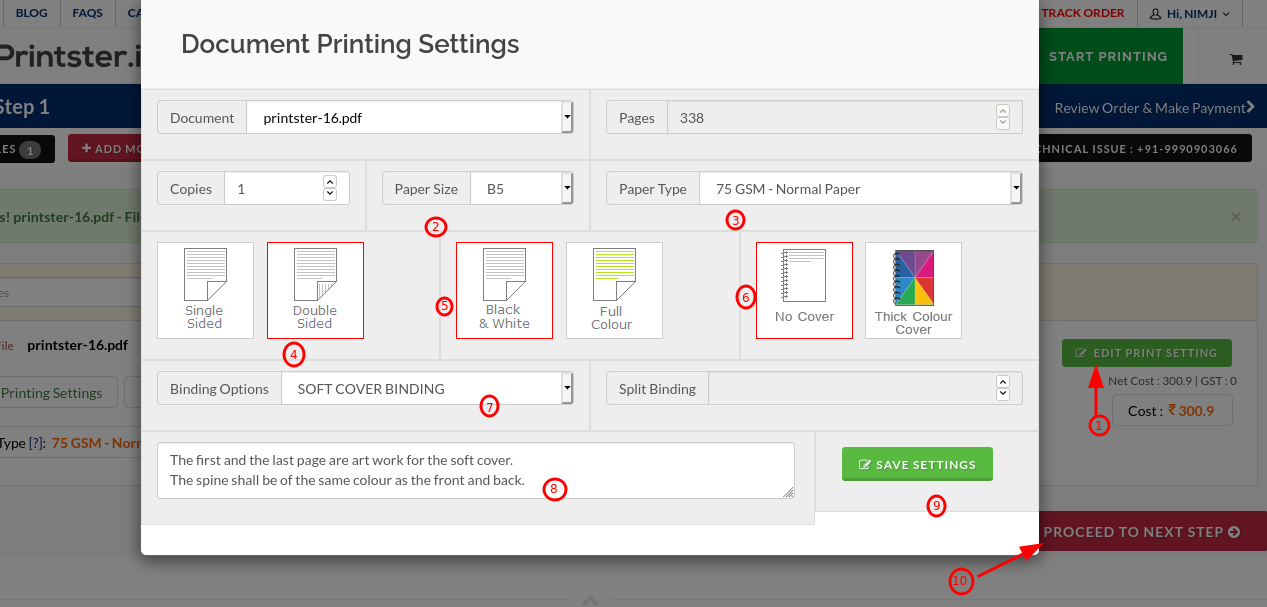 BLOG FAQS CA
TRACK ORDER Hi, NIMJI
Printster.i
START PRINTING
Document Printing Settings
Step 1
Review Order & Make Payment
LES 1
+ ADD MO
CHNICAL ISSUE : +91-9990903066
Document printster-16.pdf
Pages 338
Copies 1
Paper Size B5
Paper Type 75 GSM - Normal Paper
s! printster-16.pdf - File
×
2
3
Single
Sided
Double
Sided
4
5
Black
& White
Full
Colour
6
No Cover
Thick Colour
Cover
es
File printster-16.pdf
EDIT PRINT SETTING
Printing Settings
Net Cost : 300.9 | GST : 0
Cost : ₹ 300.9
1
Binding Options SOFT COVER BINDING
7
Split Binding
Type [?]: 75 GSM - Norm
The first and the last page are art work for the soft cover.
The spine shall be of the same colour as the front and back.
8
SAVE SETTINGS
9
PROCEED TO NEXT STEP
10